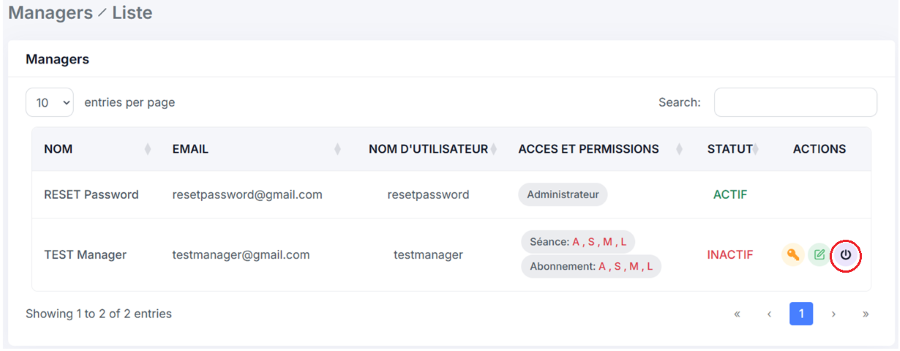 Managers / Liste
Managers
10 entries per page Search:
NOM EMAIL NOM D'UTILISATEUR ACCES ET PERMISSIONS STATUT ACTIONS
RESET Password resetpassword@gmail.com resetpassword Administrateur ACTIF
TEST Manager testmanager@gmail.com testmanager Séance: A , S , M , L INACTIF
Abonnement: A , S , M , L
Showing 1 to 2 of 2 entries « ‹ 1 › »